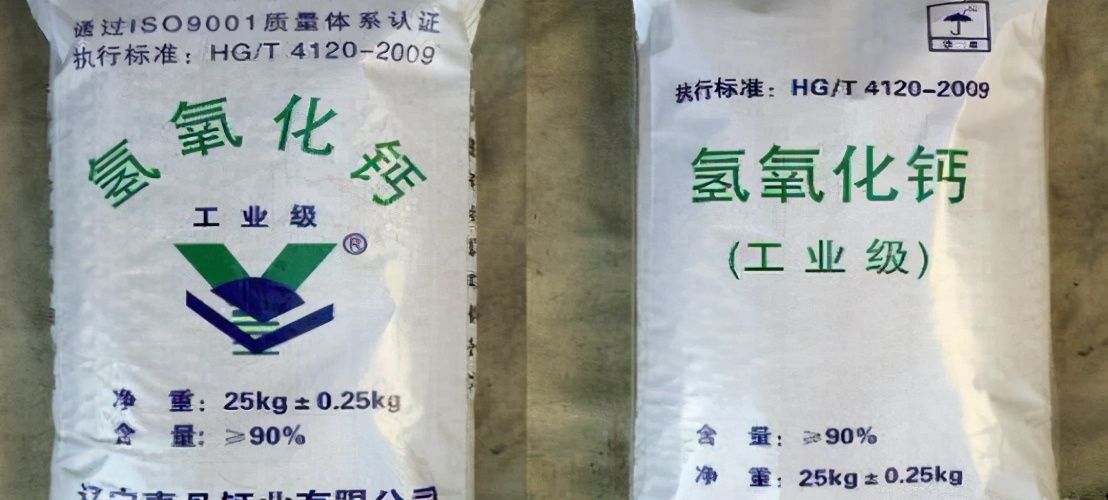 通过ISO9001质量体系认证
执行标准：HG/T 4120-2009
氢氧化钙
工业级
®
净 重：25kg±0.25kg
含 量：≥90%
执行标准：HG/T 4120-2009
氢氧化钙
(工业级)
含 量：≥90%
净 重：25kg±0.25kg